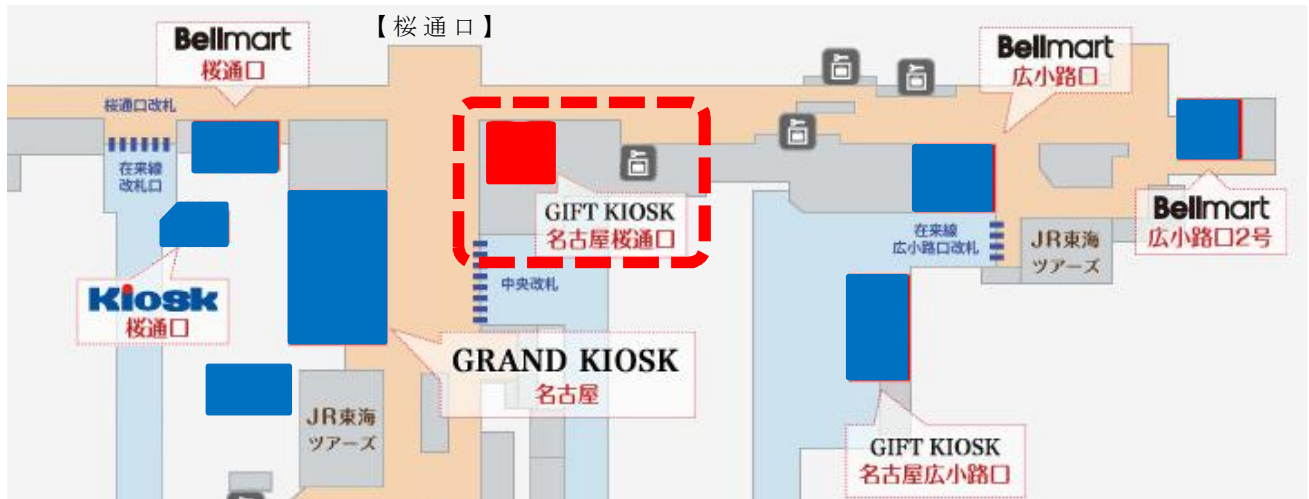 【桜通口】
Bellmart
桜通口
Bellmart
広小路口
桜通口改札
在来線
改札口
GIFT KIOSK
名古屋桜通口
Bellmart
広小路口2号
在来線
広小路口改札
JR東海
ツアーズ
中央改札
Kiosk
桜通口
GRAND KIOSK
名古屋
JR東海
ツアーズ
GIFT KIOSK
名古屋広小路口